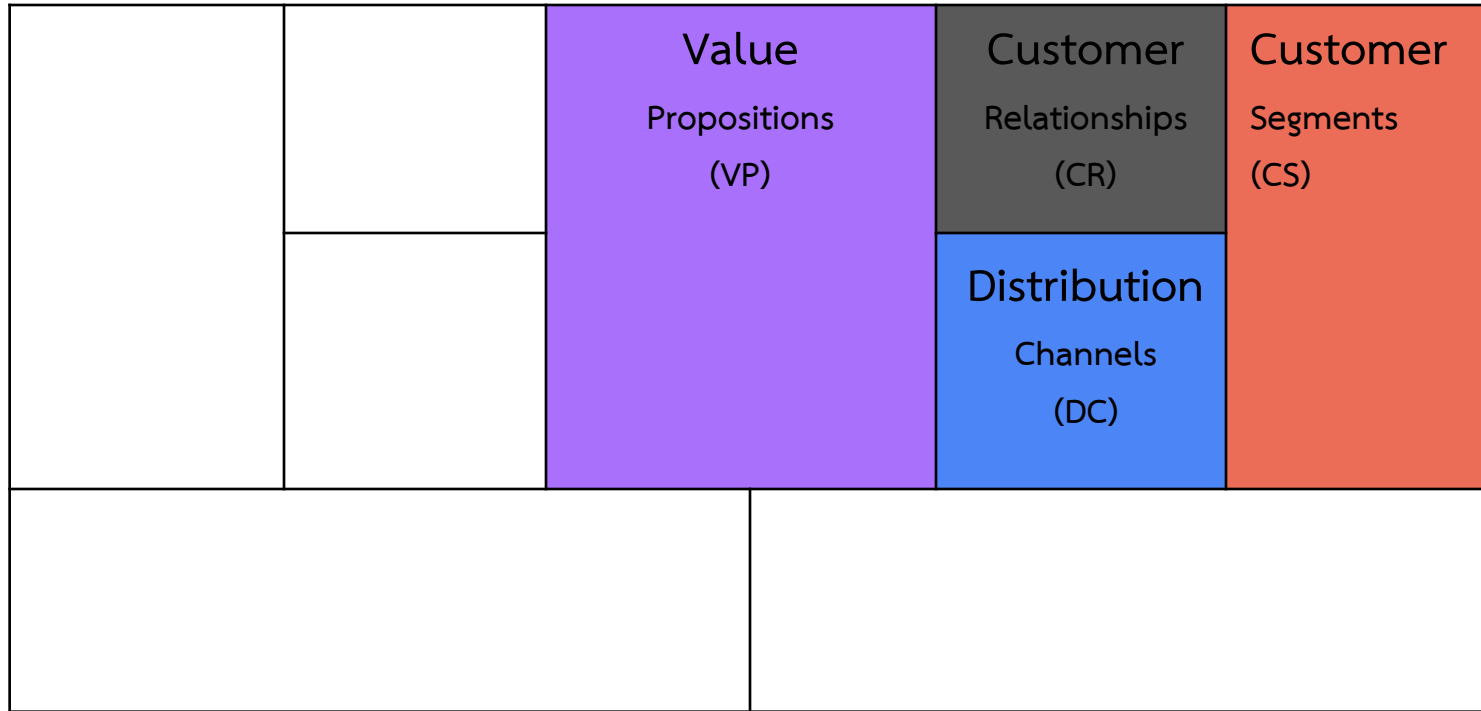 Value
Propositions
(VP)
Customer
Relationships
(CR)
Distribution
Channels
(DC)
Customer
Segments
(CS)